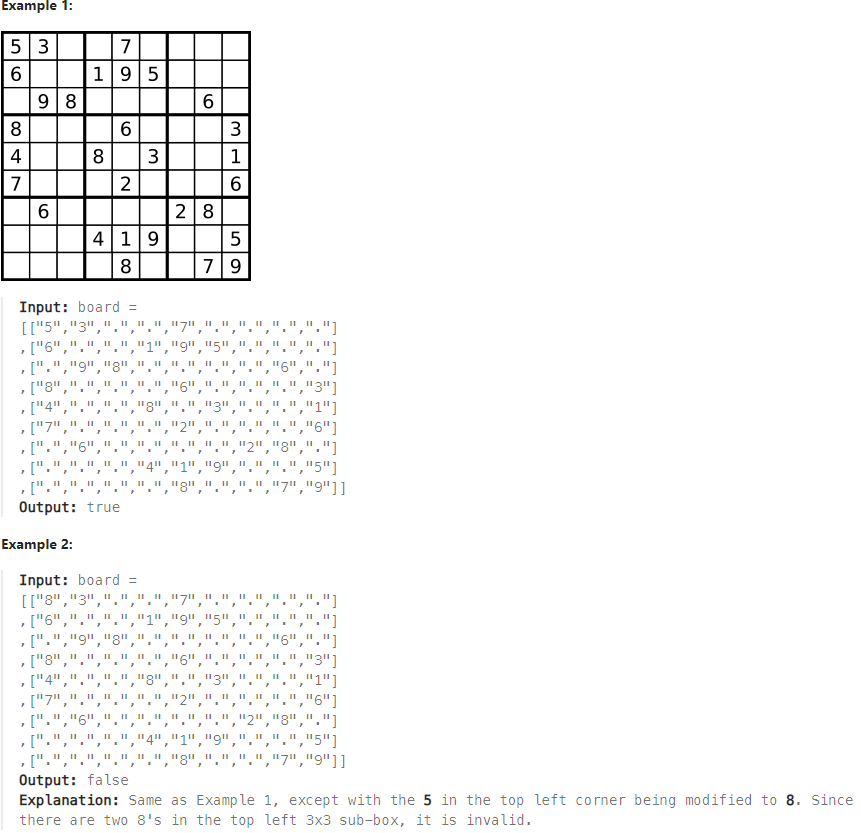 Example 1:
5 3 7
6 1 9 5
9 8 6
8 6 3
4 8 3 1
7 2 6
6 2 8
4 1 9 5
8 7 9
Input: board =
[["5","3",".",".","7",".",".",".","."]
,["6",".",".","1","9","5",".",".","."]
,[".","9","8",".",".",".",".","6","."]
,["8",".",".",".","6",".",".",".","3"]
,["4",".",".","8",".","3",".",".","1"]
,["7",".",".",".","2",".",".",".","6"]
,[".","6",".",".",".",".","2","8","."]
,[".",".",".","4","1","9",".",".","5"]
,[".",".",".",".","8",".",".","7","9"]]
Output: true
Example 2:
Input: board =
[["8","3",".",".","7",".",".",".","."]
,["6",".",".","1","9","5",".",".","."]
,[".","9","8",".",".",".",".","6","."]
,["8",".",".",".","6",".",".",".","3"]
,["4",".",".","8",".","3",".",".","1"]
,["7",".",".",".","2",".",".",".","6"]
,[".","6",".",".",".",".","2","8","."]
,[".",".",".","4","1","9",".",".","5"]
,[".",".",".",".","8",".",".","7","9"]]
Output: false
Explanation: Same as Example 1, except with the 5 in the top left corner being modified to 8. Since
there are two 8's in the top left 3x3 sub-box, it is invalid.